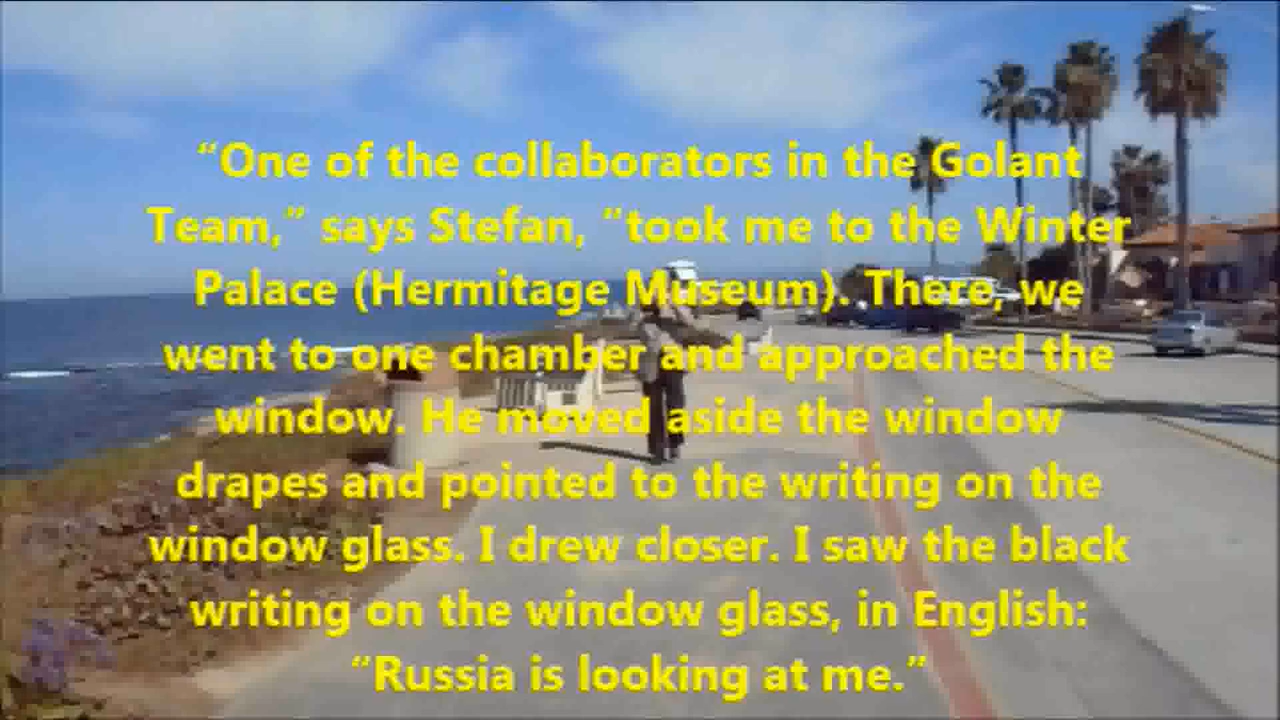 “One of the collaborators in the Golant
Team,” says Stefan, “took me to the Winter
Palace (Hermitage Museum). There, we
went to one chamber and approached the
window. He moved aside the window
drapes and pointed to the writing on the
window glass. I drew closer. I saw the black
writing on the window glass, in English:
“Russia is looking at me.”